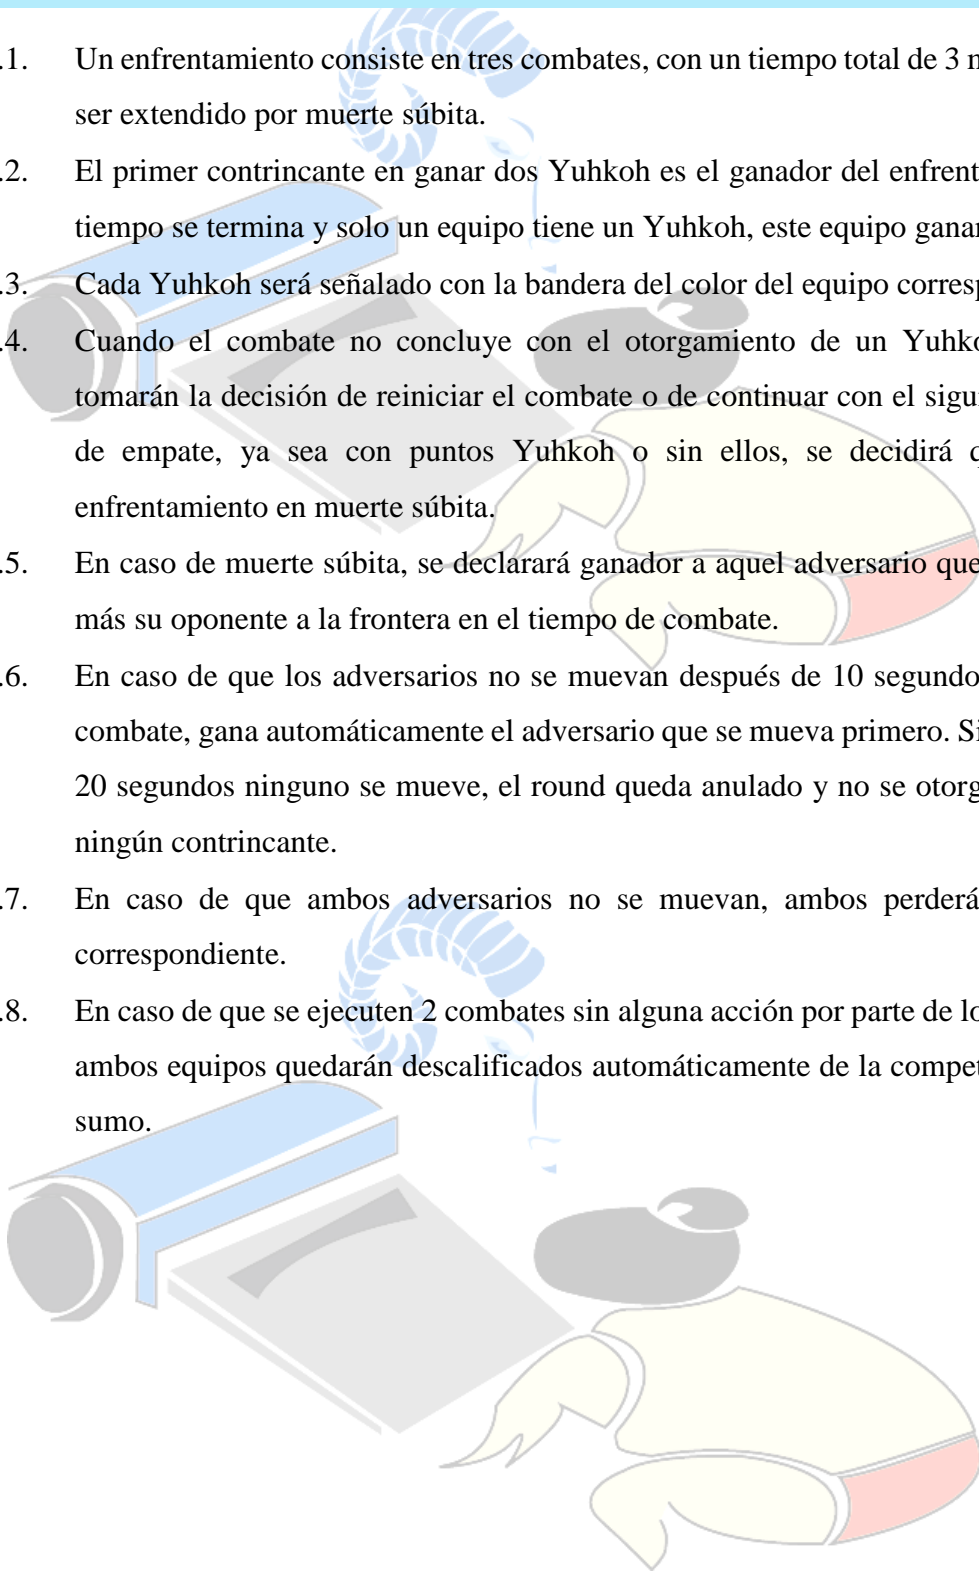 .1. Un enfrentamiento consiste en tres combates, con un tiempo total de 3
ser extendido por muerte súbita.
.2. El primer contrincante en ganar dos Yuhkoh es el ganador del
tiempo se termina y solo un equipo tiene un Yuhkoh, este equipo
.3. Cada Yuhkoh será señalado con la bandera del color del equipo
.4. Cuando el combate no concluye con el otorgamiento de un
tomarán la decisión de reiniciar el combate o de continuar con el
de empate, ya sea con puntos Yuhkoh o sin ellos, se decidirá
enfrentamiento en muerte súbita.
.5. En caso de muerte súbita, se declarará ganador a aquel adversario que
más su oponente a la frontera en el tiempo de combate.
.6. En caso de que los adversarios no se muevan después de 10
combate, gana automáticamente el adversario que se mueva primero.
20 segundos ninguno se mueve, el round queda anulado y no se
ningún contrincante.
.7. En caso de que ambos adversarios no se muevan, ambos
correspondiente.
.8. En caso de que se ejecuten 2 combates sin alguna acción por parte de
ambos equipos quedarán descalificados automáticamente de la
sumo.